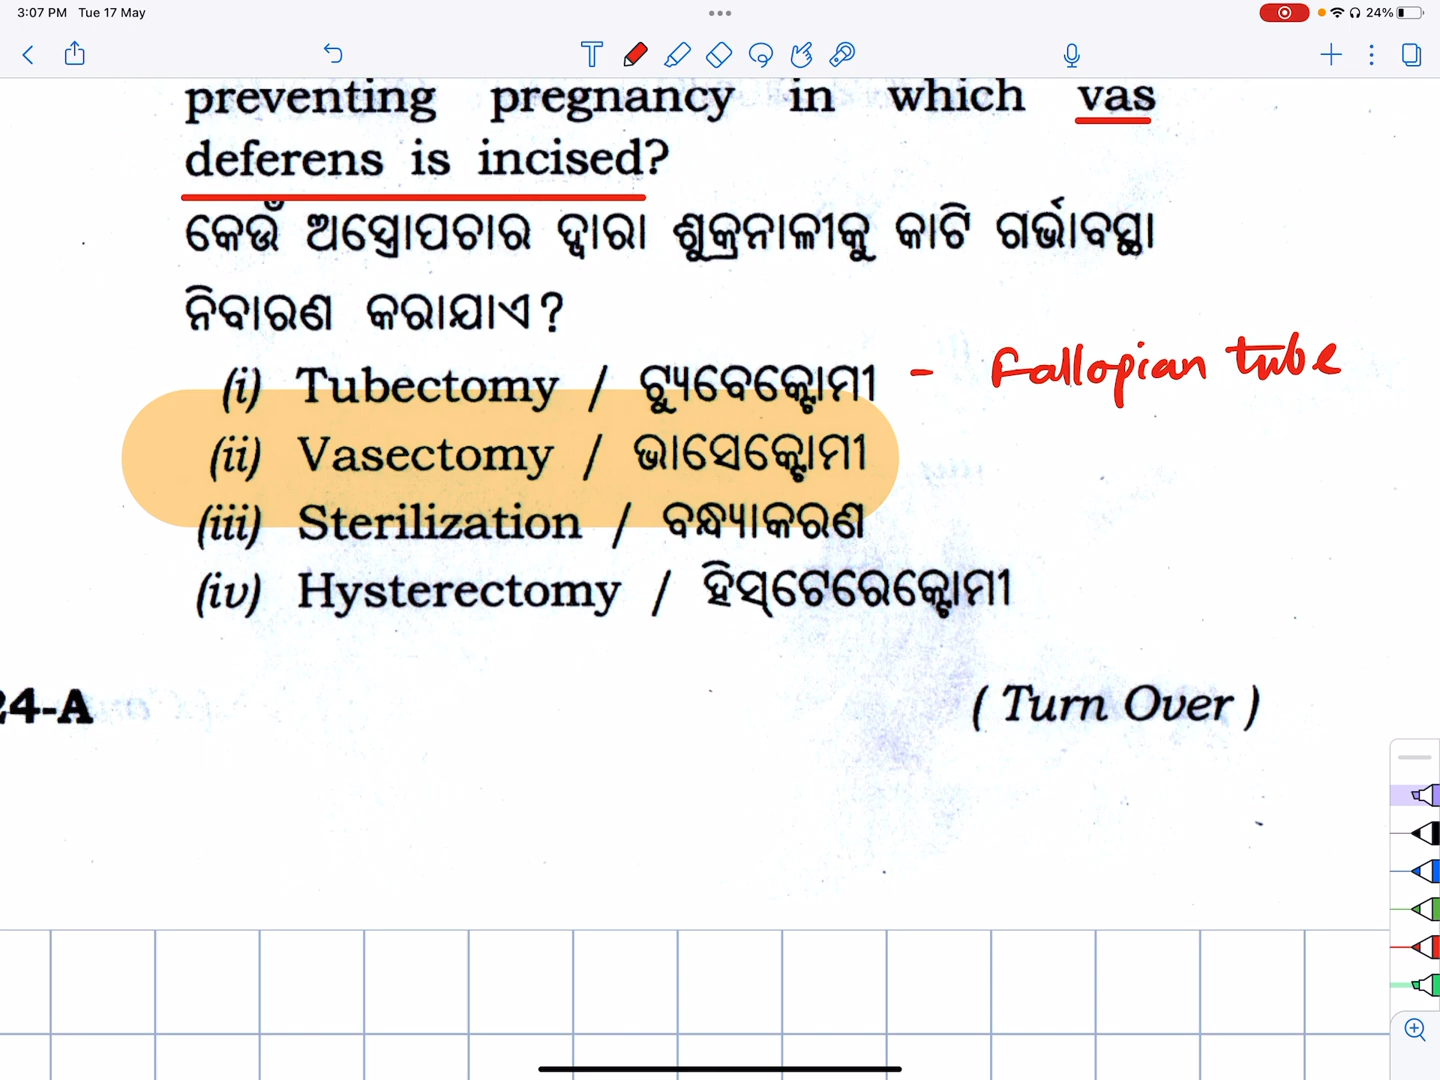 3:07 PM Tue 17 May
24%
preventing pregnancy in which vas
deferens is incised?
କେଉଁ ଅସ୍ତ୍ରୋପଚାର ଦ୍ୱାରା ଶୁକ୍ରନାଳୀକୁ କାଟି ଗର୍ଭାବସ୍ଥା
ନିବାରଣ କରାଯାଏ ?
(i) Tubectomy / ଟ୍ୟୁବେକ୍ଟୋମୀ - Fallopian tube
(ii) Vasectomy / ଭାସେକ୍ଟୋମୀ
(iii) Sterilization / ବନ୍ଧ୍ୟାକରଣ
(iv) Hysterectomy / ହିସ୍‌ଟେରେକ୍ଟୋମୀ
24-A
( Turn Over )